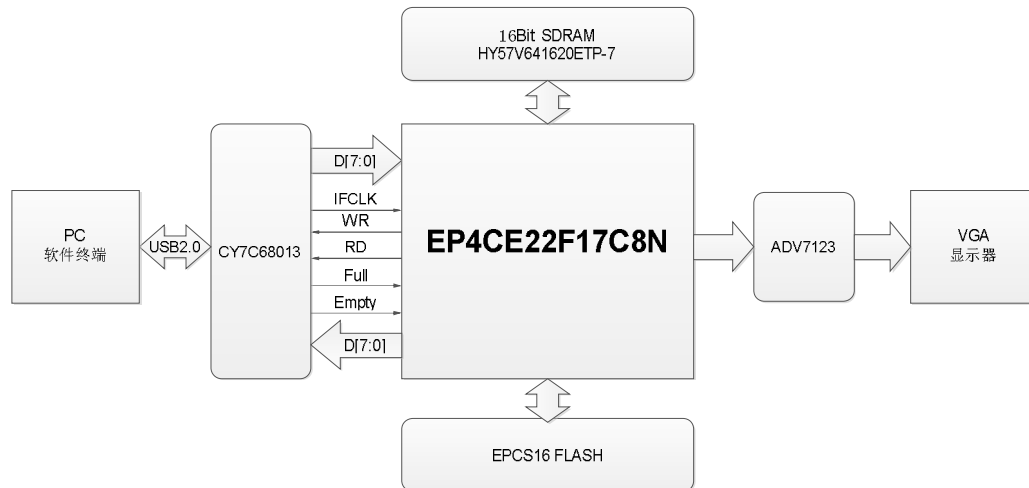 16Bit SDRAM
HY57V641620ETP-7
PC
软件终端
USB2.0
CY7C68013
D[7:0]
IFCLK
WR
RD
Full
Empty
D[7:0]
EP4CE22F17C8N
ADV7123
VGA
显示器
EPCS16 FLASH